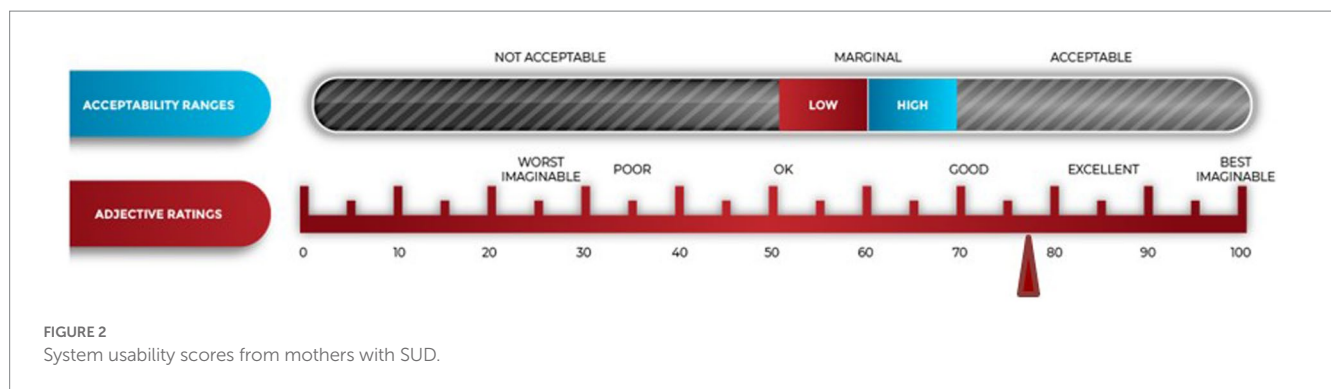 NOT ACCEPTABLE MARGINAL ACCEPTABLE
ACCEPTABILITY RANGES LOW HIGH
WORST IMAGINABLE POOR OK GOOD EXCELLENT BEST IMAGINABLE
ADJECTIVE RATINGS
0 10 20 30 40 50 60 70 80 90 100
FIGURE 2
System usability scores from mothers with SUD.